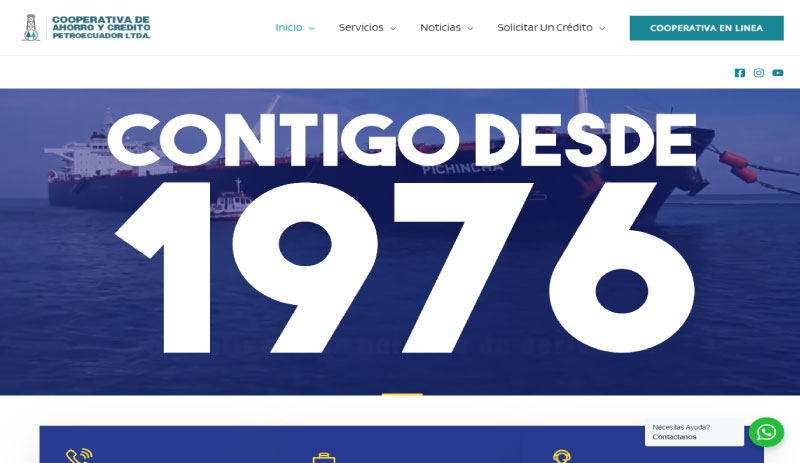 COOPERATIVA DE
AHORRO Y CRÉDITO
PETROECUADOR LTDA.
Inicio
Servicios
Noticias
Solicitar Un Crédito
COOPERATIVA EN LINEA
CONTIGO DESDE
PICHINCHA
1976
Necesitas Ayuda?
Contactanos